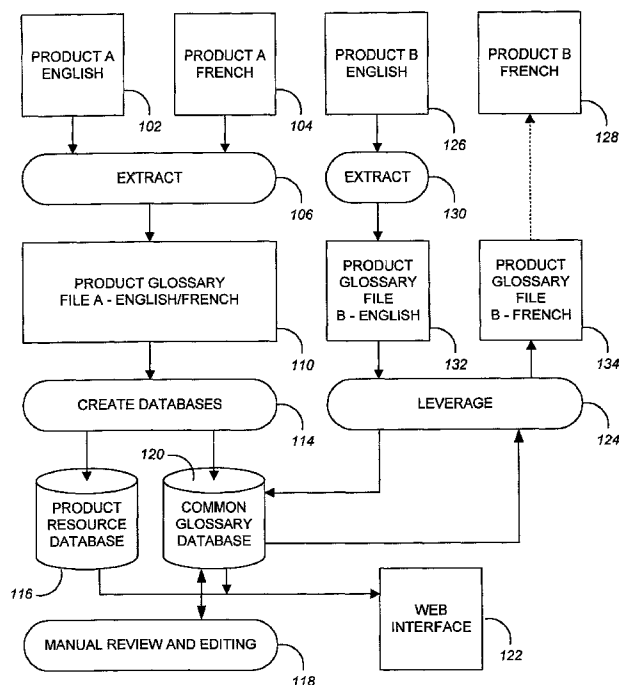 PRODUCT A
ENGLISH
102
PRODUCT A
FRENCH
104
PRODUCT B
ENGLISH
126
PRODUCT B
FRENCH
128
EXTRACT
106
EXTRACT
130
PRODUCT GLOSSARY
FILE A - ENGLISH/FRENCH
110
PRODUCT
GLOSSARY
FILE
B - ENGLISH
132
PRODUCT
GLOSSARY
FILE
B - FRENCH
134
CREATE DATABASES
114
LEVERAGE
124
PRODUCT
RESOURCE
DATABASE
116
120
COMMON
GLOSSARY
DATABASE
WEB
INTERFACE
122
MANUAL REVIEW AND EDITING
118